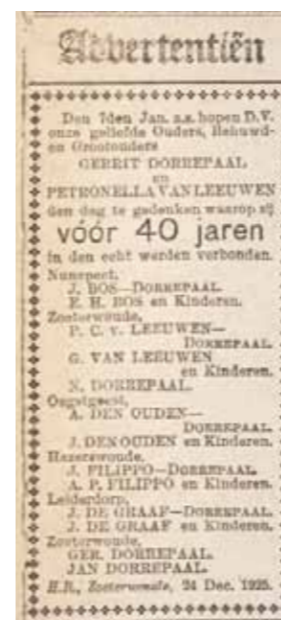 Advertentiën
Den 7den Jan. a.s. hopen D.V.
onze geliefde Ouders, Behuwd-
en Grootouders
GERRIT DORREPAAL
en
PETRONELLA VAN LEEUWEN
den dag te gedenken waarop zij
vóór 40 jaren
in den echt werden verbonden.
Nunspeet,
J. BOS—DORREPAAL.
E. H. BOS en Kinderen.
Zoeterwoude,
P. C. v. LEEUWEN—
DORREPAAL.
G. VAN LEEUWEN
en Kinderen.
N. DORREPAAL.
Oegstgeest,
A. DEN OUDEN—
DORREPAAL.
J. DEN OUDEN en Kinderen.
Hazerswoude,
J. FILIPPO—DORREPAAL.
A. P. FILIPPO en Kinderen.
Leiderdorp,
J. DE GRAAF—DORREPAAL.
J. DE GRAAF en Kinderen.
Zoeterwoude,
GER. DORREPAAL.
JAN DORREPAAL.
H.R., Zoeterwoude, 24 Dec. 1925.